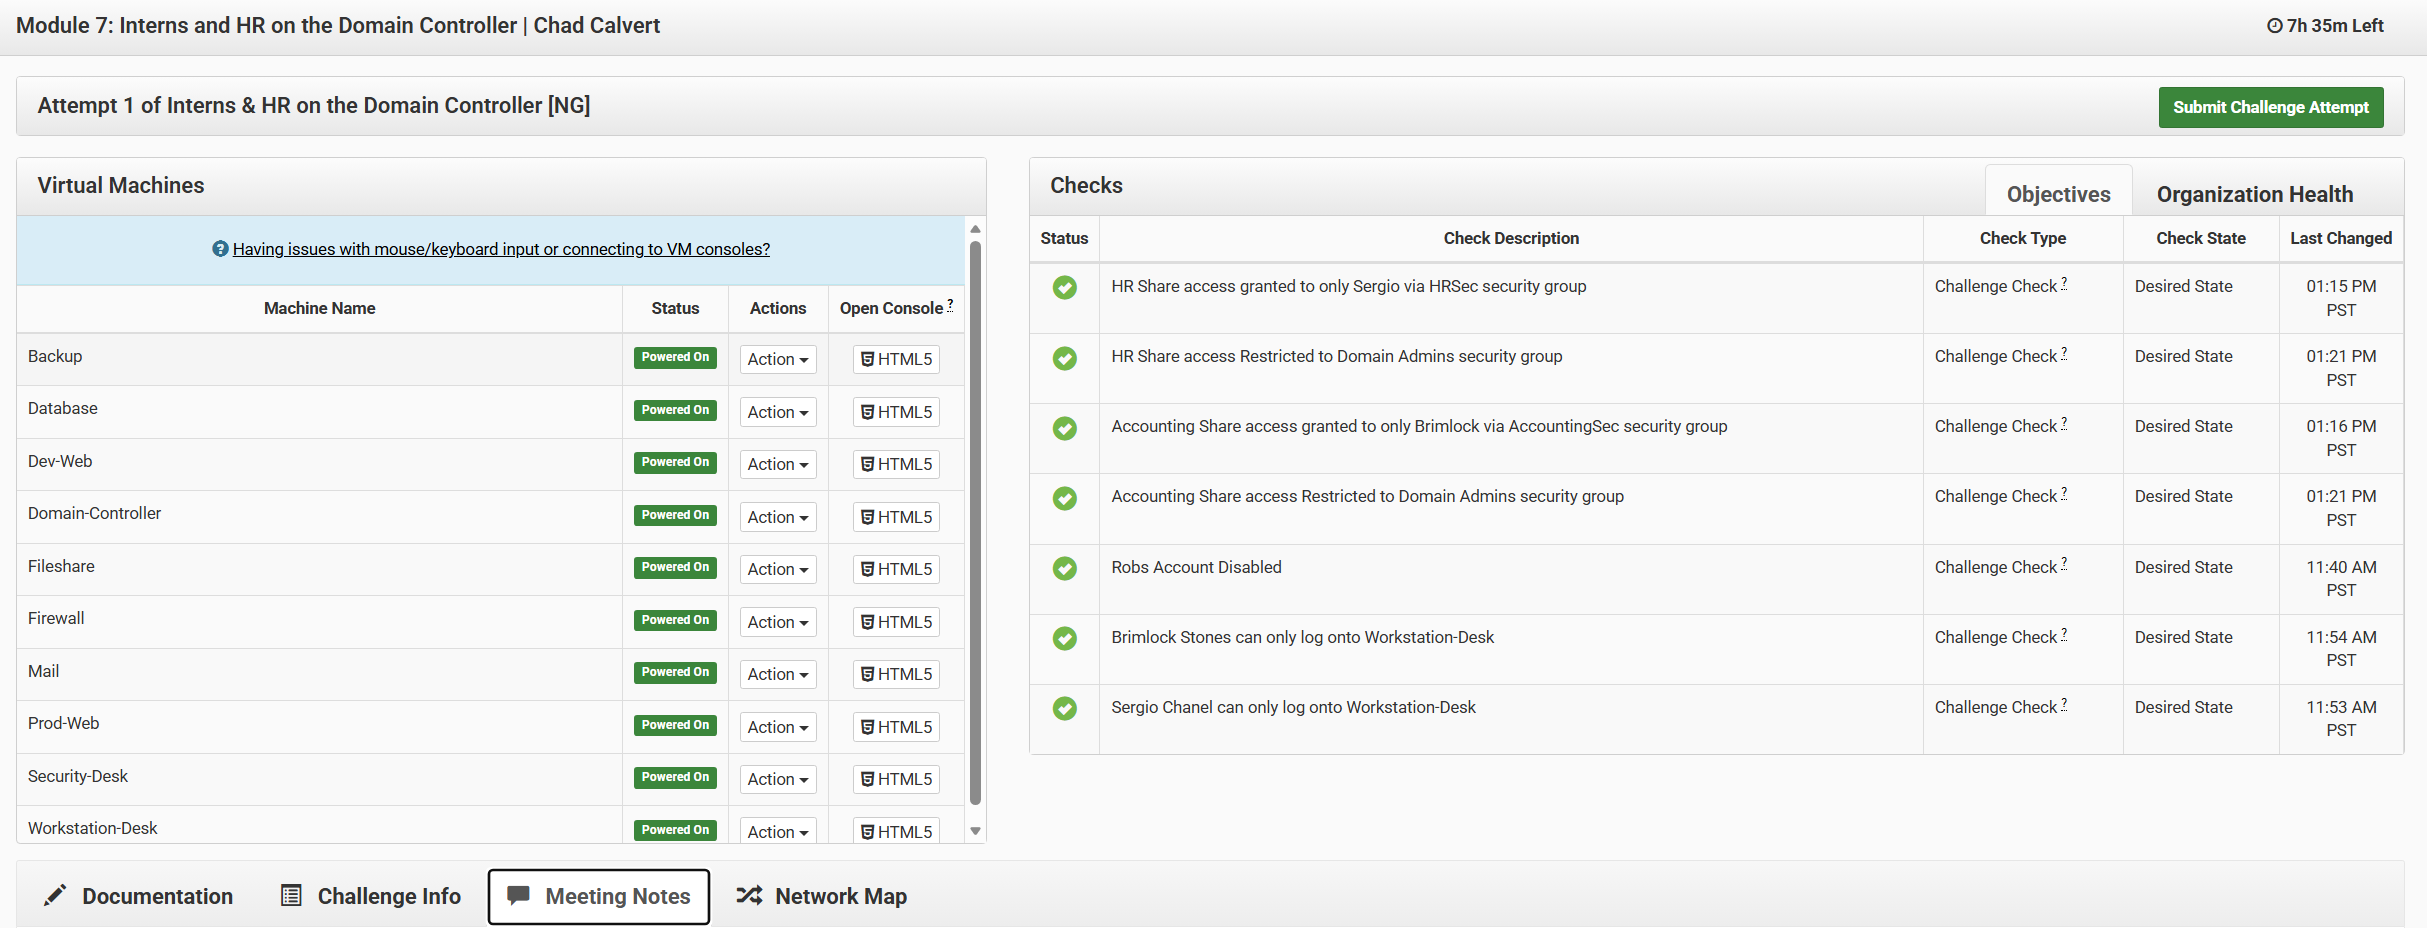 Module 7: Interns and HR on the Domain Controller | Chad Calvert
7h 35m Left
Attempt 1 of Interns & HR on the Domain Controller [NG]
Submit Challenge Attempt
Virtual Machines
? Having issues with mouse/keyboard input or connecting to VM consoles?
Machine Name Status Actions Open Console ?
Backup Powered On Action HTML5
Database Powered On Action HTML5
Dev-Web Powered On Action HTML5
Domain-Controller Powered On Action HTML5
Fileshare Powered On Action HTML5
Firewall Powered On Action HTML5
Mail Powered On Action HTML5
Prod-Web Powered On Action HTML5
Security-Desk Powered On Action HTML5
Workstation-Desk Powered On Action HTML5
Checks
Objectives
Organization Health
Status Check Description Check Type Check State Last Changed
HR Share access granted to only Sergio via HRSec security group Challenge Check ? Desired State 01:15 PM
PST
HR Share access Restricted to Domain Admins security group Challenge Check ? Desired State 01:21 PM
PST
Accounting Share access granted to only Brimlock via AccountingSec security group Challenge Check ? Desired State 01:16 PM
PST
Accounting Share access Restricted to Domain Admins security group Challenge Check ? Desired State 01:21 PM
PST
Robs Account Disabled Challenge Check ? Desired State 11:40 AM
PST
Brimlock Stones can only log onto Workstation-Desk Challenge Check ? Desired State 11:54 AM
PST
Sergio Chanel can only log onto Workstation-Desk Challenge Check ? Desired State 11:53 AM
PST
Documentation
Challenge Info
Meeting Notes
Network Map